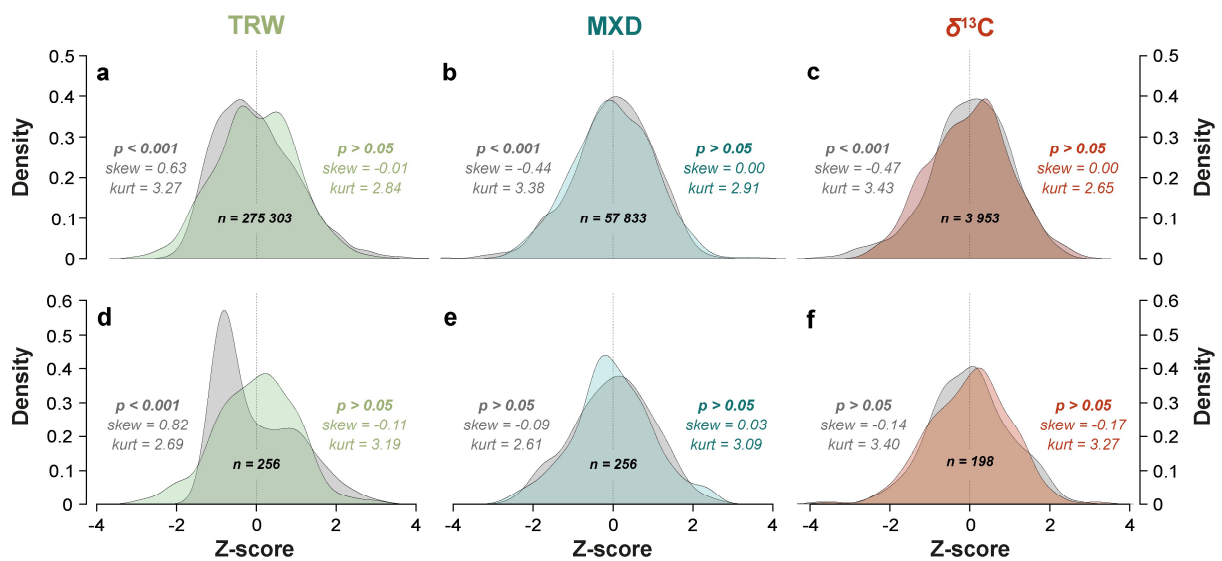 TRW
MXD
δ13C
0.5
0.4
0.3
0.2
0.1
0
Density
a
p < 0.001
skew = 0.63
kurt = 3.27
p > 0.05
skew = -0.01
kurt = 2.84
n = 275 303
b
p < 0.001
skew = -0.44
kurt = 3.38
p > 0.05
skew = 0.00
kurt = 2.91
n = 57 833
c
p < 0.001
skew = -0.47
kurt = 3.43
p > 0.05
skew = 0.00
kurt = 2.65
n = 3 953
0.5
0.4
0.3
0.2
0.1
0
Density
0.6
0.5
0.4
0.3
0.2
0.1
0
Density
d
p < 0.001
skew = 0.82
kurt = 2.69
p > 0.05
skew = -0.11
kurt = 3.19
n = 256
e
p > 0.05
skew = -0.09
kurt = 2.61
p > 0.05
skew = 0.03
kurt = 3.09
n = 256
f
p > 0.05
skew = -0.14
kurt = 3.40
p > 0.05
skew = -0.17
kurt = 3.27
n = 198
0.6
0.5
0.4
0.3
0.2
0.1
0
Density
-4 -2 0 2 4
-4 -2 0 2 4
-4 -2 0 2 4
Z-score
Z-score
Z-score